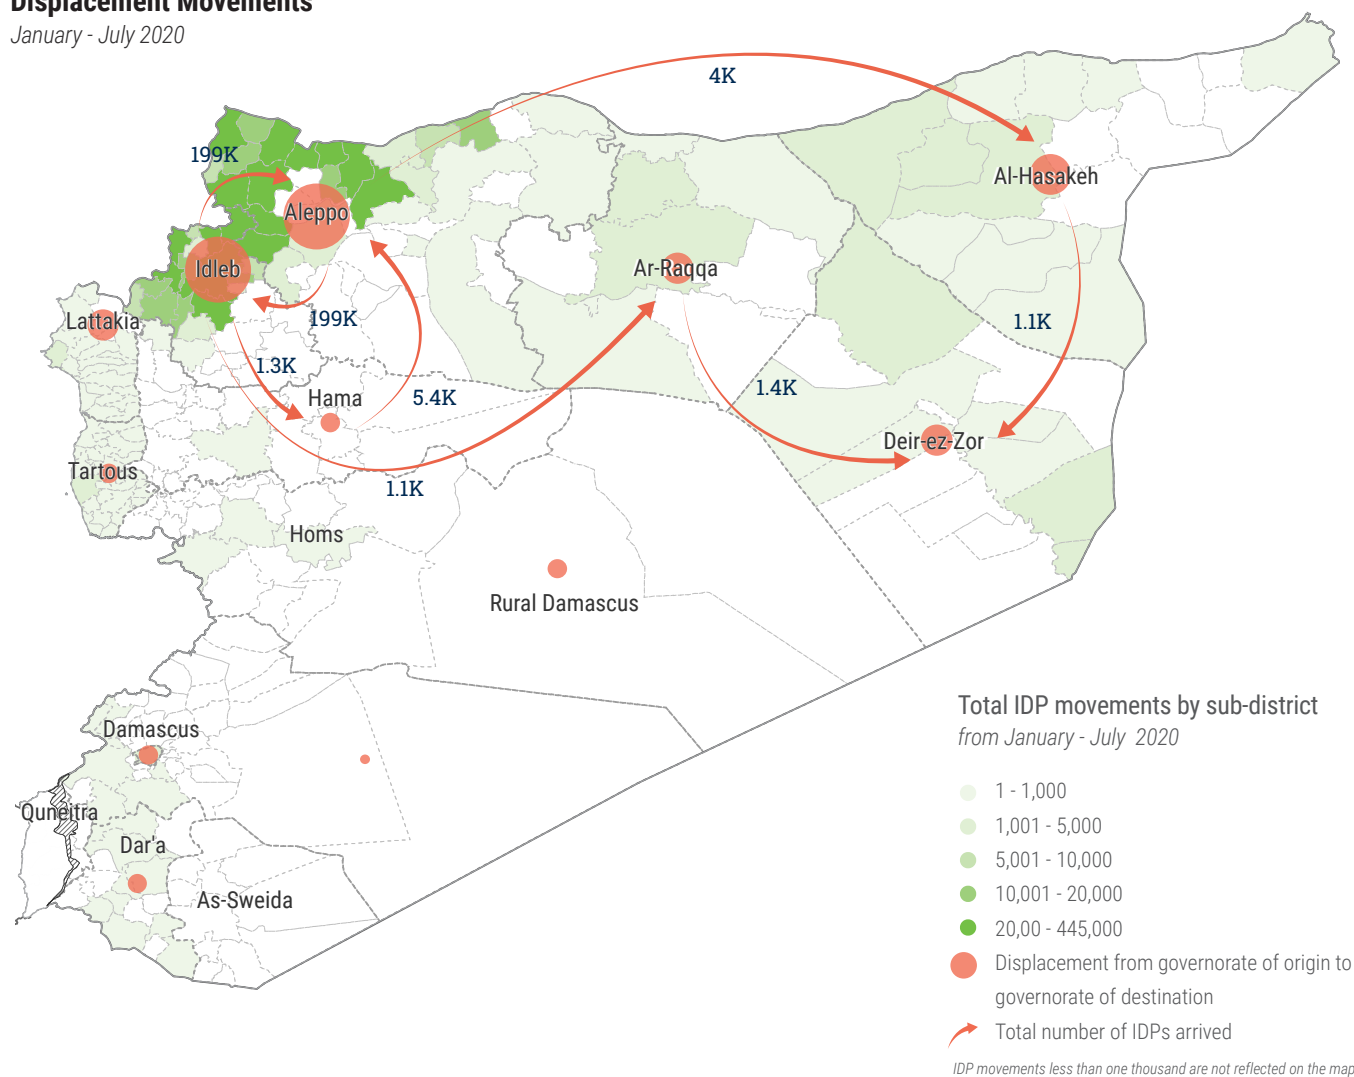 Displacement Movements
January - July 2020
4K
199K
Al-Hasakeh
Aleppo
Idleb
Ar-Raqqa
Lattakia
199K
1.1K
1.3K
Hama
5.4K
1.4K
Deir-ez-Zor
Tartous
1.1K
Homs
Rural Damascus
Damascus
Quneitra
Dar'a
As-Sweida
Total IDP movements by sub-district
from January - July 2020
1 - 1,000
1,001 - 5,000
5,001 - 10,000
10,001 - 20,000
20,00 - 445,000
Displacement from governorate of origin to
governorate of destination
Total number of IDPs arrived
IDP movements less than one thousand are not reflected on the map